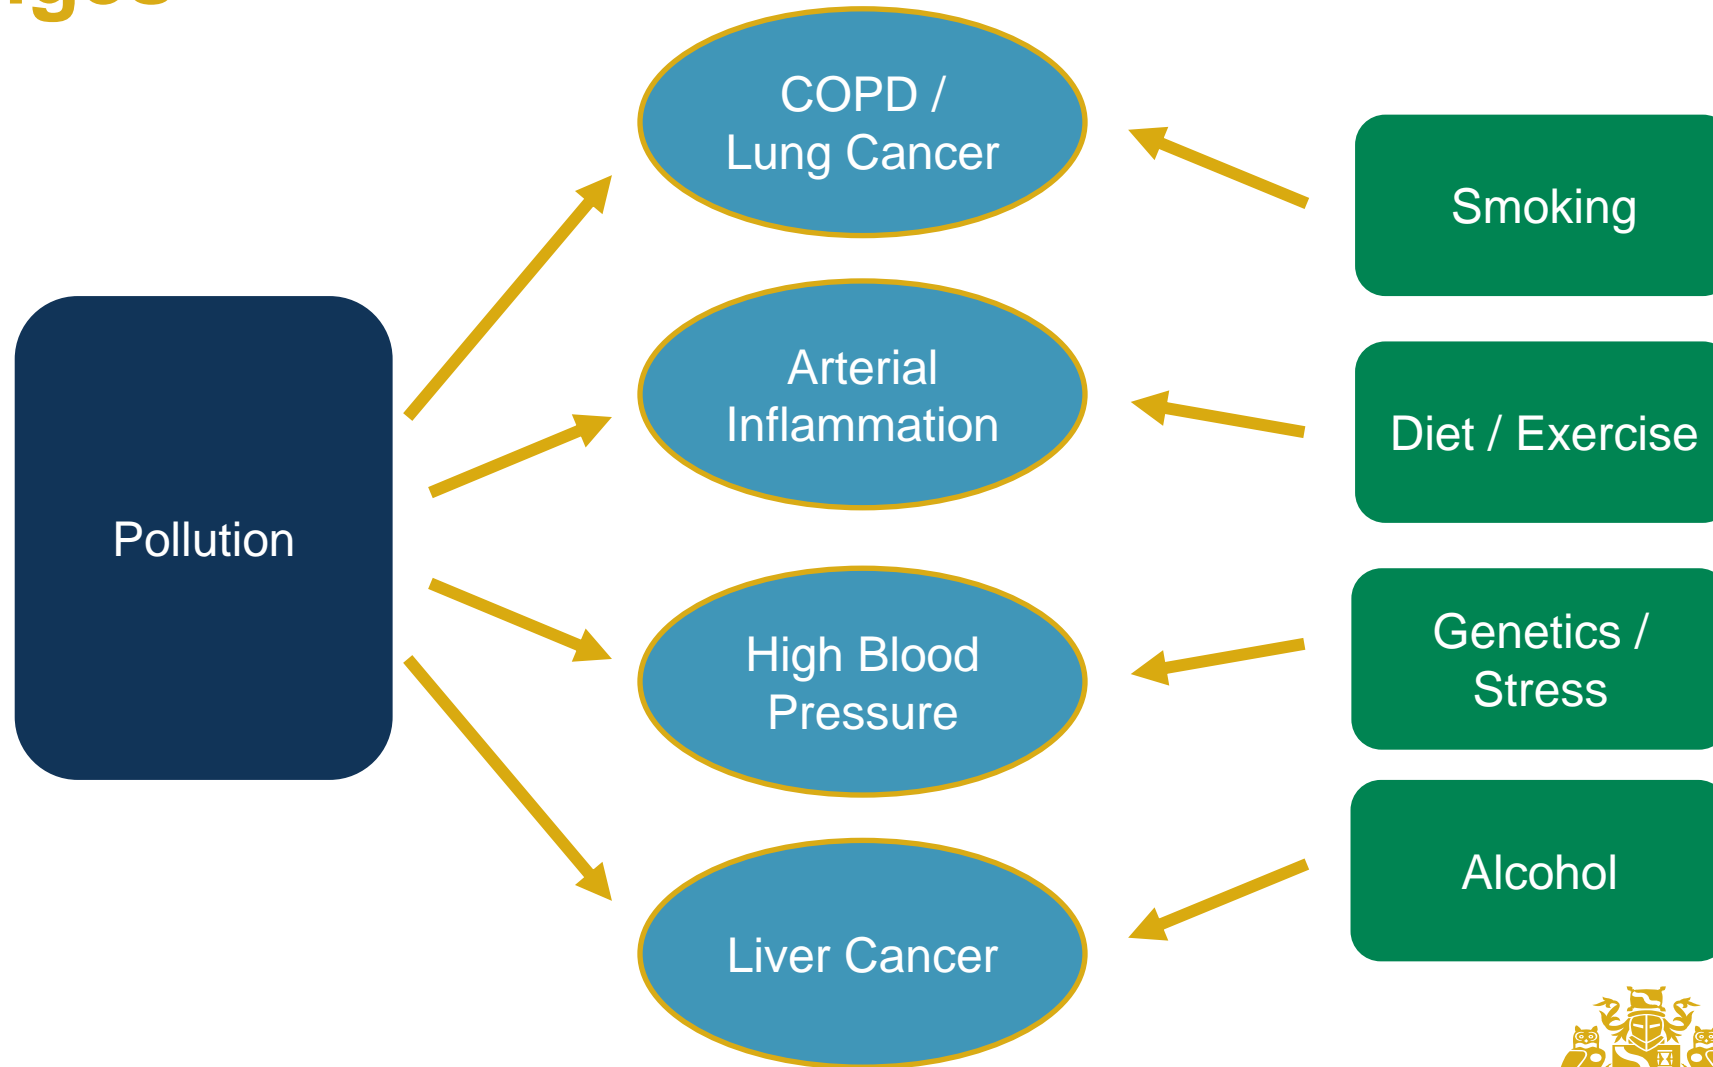 COPD /
Lung Cancer
Smoking
Arterial
Inflammation
Diet / Exercise
Pollution
High Blood
Pressure
Genetics /
Stress
Alcohol
Liver Cancer